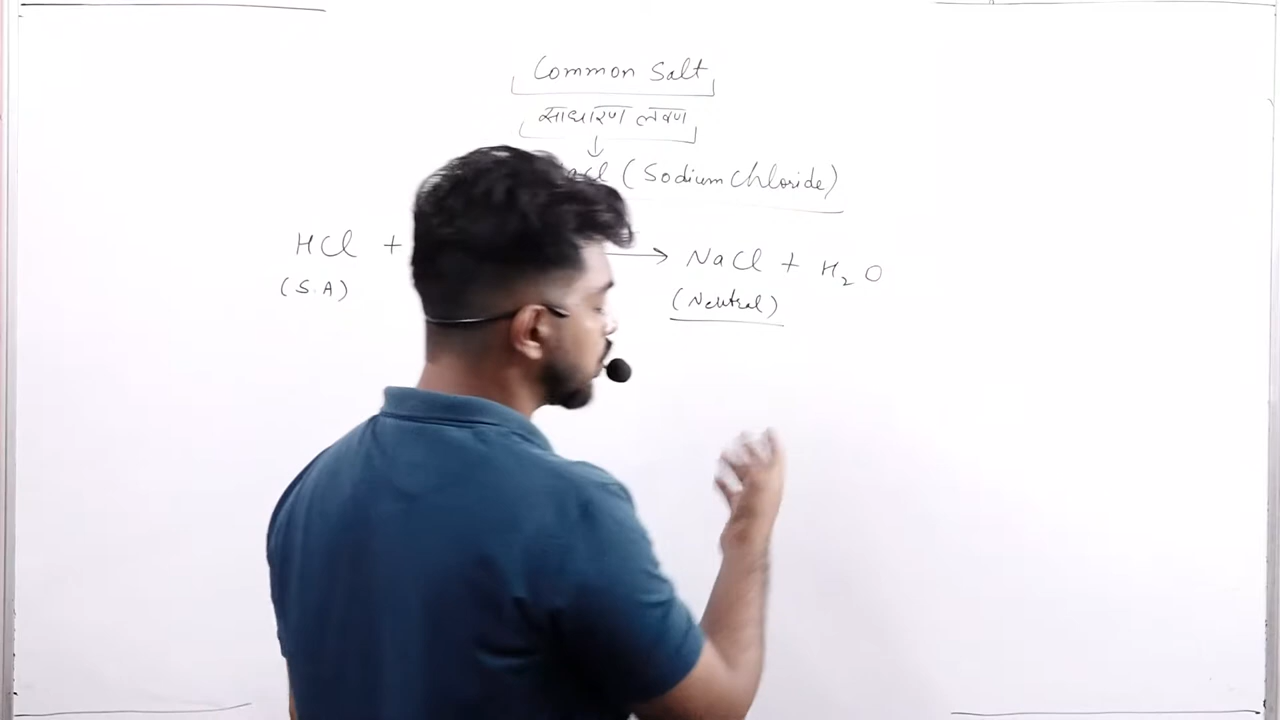 Common Salt
साधारण लवण
↓
(Sodium Chloride)
HCl + → NaCl + H₂O
(S.A) (Neutral)